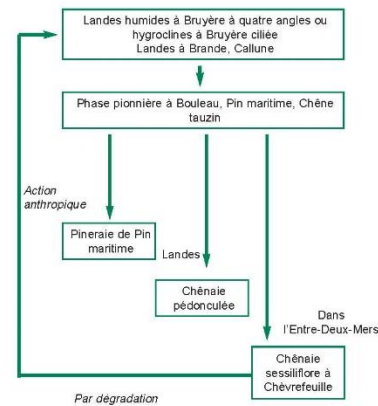 Landes humides à Bruyère à quatre angles ou
hygroclines à Bruyère ciliée
Landes à Brande, Callune
Phase pionnière à Bouleau, Pin maritime, Chêne
tauzin
Action
anthropique
Pineraie de Pin
maritime
Landes
Chênaie
pédonculée
Dans
l'Entre-Deux-Mers
Chênaie
sessiliflore à
Chèvrefeuille
Par dégradation